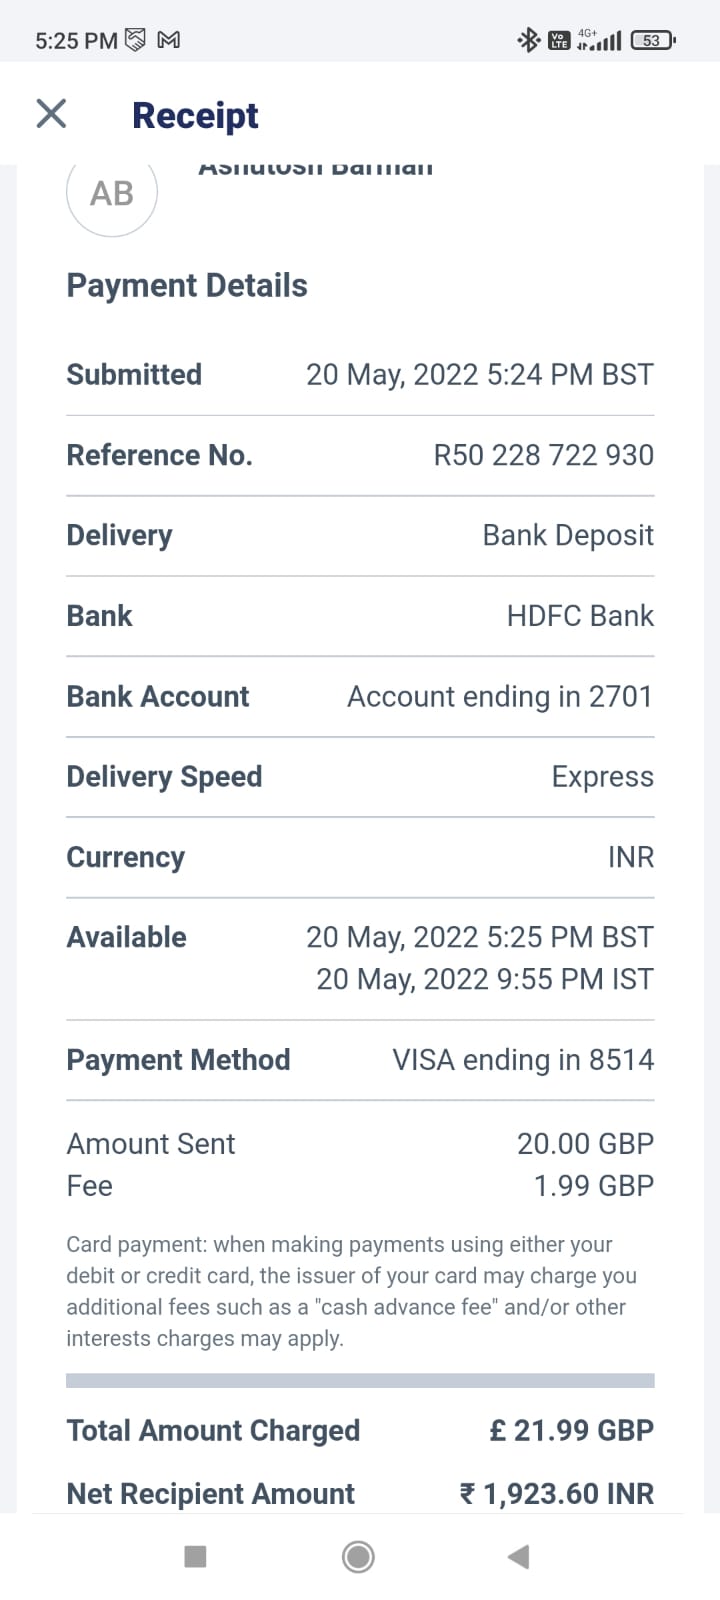 5:25 PM
Vo LTE 4G+ 53
Receipt
AB
Ashutosh Barman
Payment Details
Submitted 20 May, 2022 5:24 PM BST
Reference No. R50 228 722 930
Delivery Bank Deposit
Bank HDFC Bank
Bank Account Account ending in 2701
Delivery Speed Express
Currency INR
Available 20 May, 2022 5:25 PM BST
20 May, 2022 9:55 PM IST
Payment Method VISA ending in 8514
Amount Sent 20.00 GBP
Fee 1.99 GBP
Card payment: when making payments using either your
debit or credit card, the issuer of your card may charge you
additional fees such as a "cash advance fee" and/or other
interests charges may apply.
Total Amount Charged £ 21.99 GBP
Net Recipient Amount ₹ 1,923.60 INR